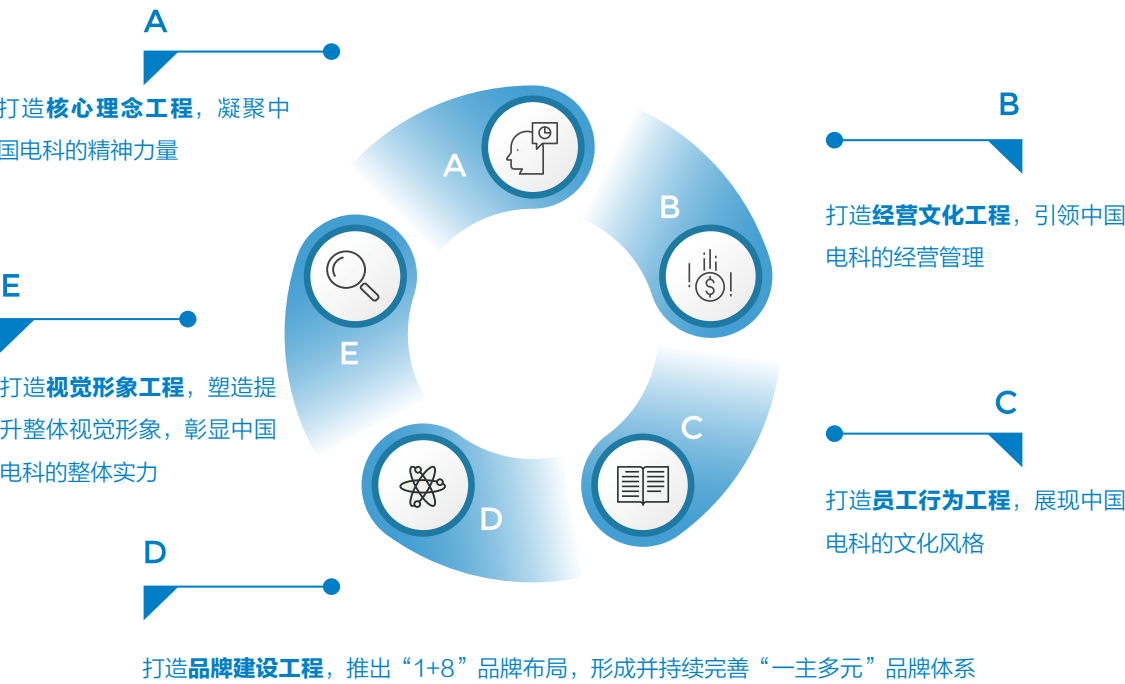 A
打造核心理念工程，凝聚中
国电科的精神力量
B
打造经营文化工程，引领中国
电科的经营管理
C
打造员工行为工程，展现中国
电科的文化风格
D
打造品牌建设工程，推出“1+8”品牌布局，形成并持续完善“一主多元”品牌体系
E
打造视觉形象工程，塑造提
升整体视觉形象，彰显中国
电科的整体实力
A
B
C
D
E
$